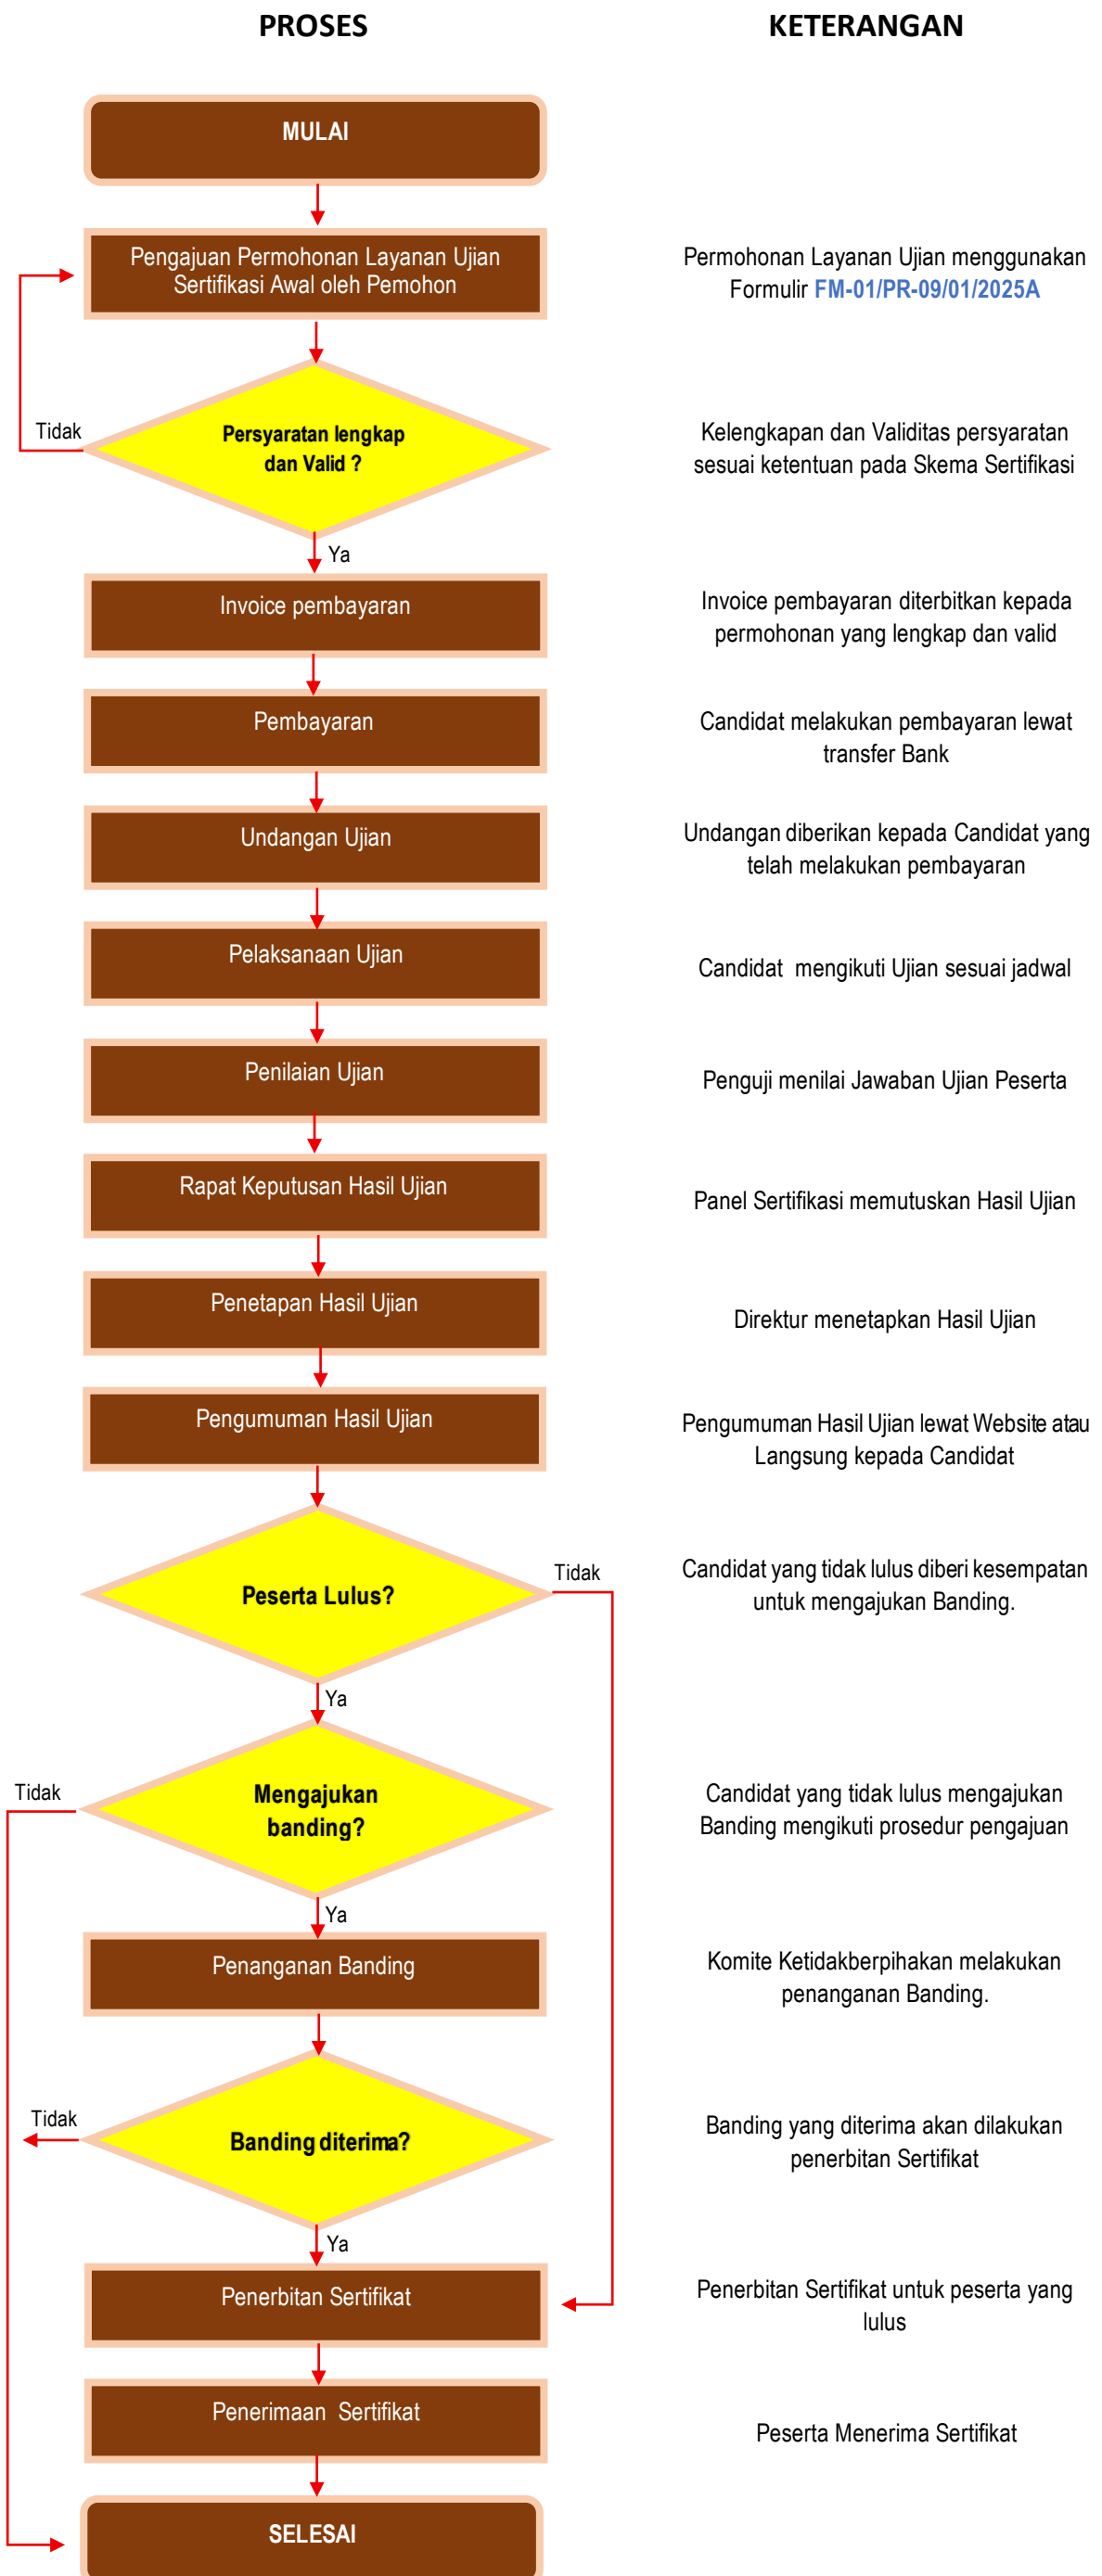 PROSES
KETERANGAN
MULAI
Pengajuan Permohonan Layanan Ujian
Sertifikasi Awal oleh Pemohon
Permohonan Layanan Ujian menggunakan
Formulir FM-01/PR-09/01/2025A
Tidak
Persyaratan lengkap
dan Valid ?
Kelengkapan dan Validitas persyaratan
sesuai ketentuan pada Skema Sertifikasi
Ya
Invoice pembayaran
Invoice pembayaran diterbitkan kepada
permohonan yang lengkap dan valid
Pembayaran
Candidat melakukan pembayaran lewat
transfer Bank
Undangan Ujian
Undangan diberikan kepada Candidat yang
telah melakukan pembayaran
Pelaksanaan Ujian
Candidat mengikuti Ujian sesuai jadwal
Penilaian Ujian
Penguji menilai Jawaban Ujian Peserta
Rapat Keputusan Hasil Ujian
Panel Sertifikasi memutuskan Hasil Ujian
Penetapan Hasil Ujian
Direktur menetapkan Hasil Ujian
Pengumuman Hasil Ujian
Pengumuman Hasil Ujian lewat Website atau
Langsung kepada Candidat
Peserta Lulus?
Tidak
Candidat yang tidak lulus diberi kesempatan
untuk mengajukan Banding.
Ya
Tidak
Mengajukan
banding?
Candidat yang tidak lulus mengajukan
Banding mengikuti prosedur pengajuan
Ya
Penanganan Banding
Komite Ketidakberpihakan melakukan
penanganan Banding.
Tidak
Banding diterima?
Banding yang diterima akan dilakukan
penerbitan Sertifikat
Ya
Penerbitan Sertifikat
Penerbitan Sertifikat untuk peserta yang
lulus
Penerimaan Sertifikat
Peserta Menerima Sertifikat
SELESAI